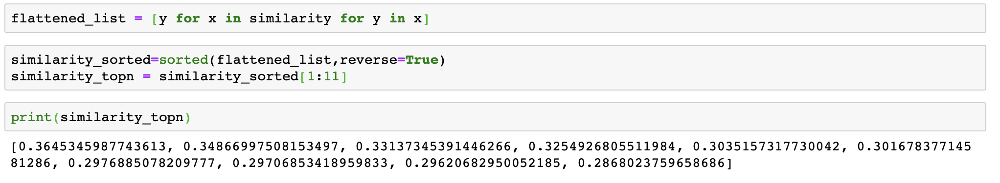 flattened_list = [y for x in similarity for y in x]
similarity_sorted=sorted(flattened_list,reverse=True)
similarity_topn = similarity_sorted[1:11]
print(similarity_topn)
[0.3645345987743613, 0.34866997508153497, 0.33137345391446266, 0.3254926805511984, 0.3035157317730042, 0.301678377145
81286, 0.2976885078209777, 0.29706853418959833, 0.29620682950052185, 0.2868023759658686]